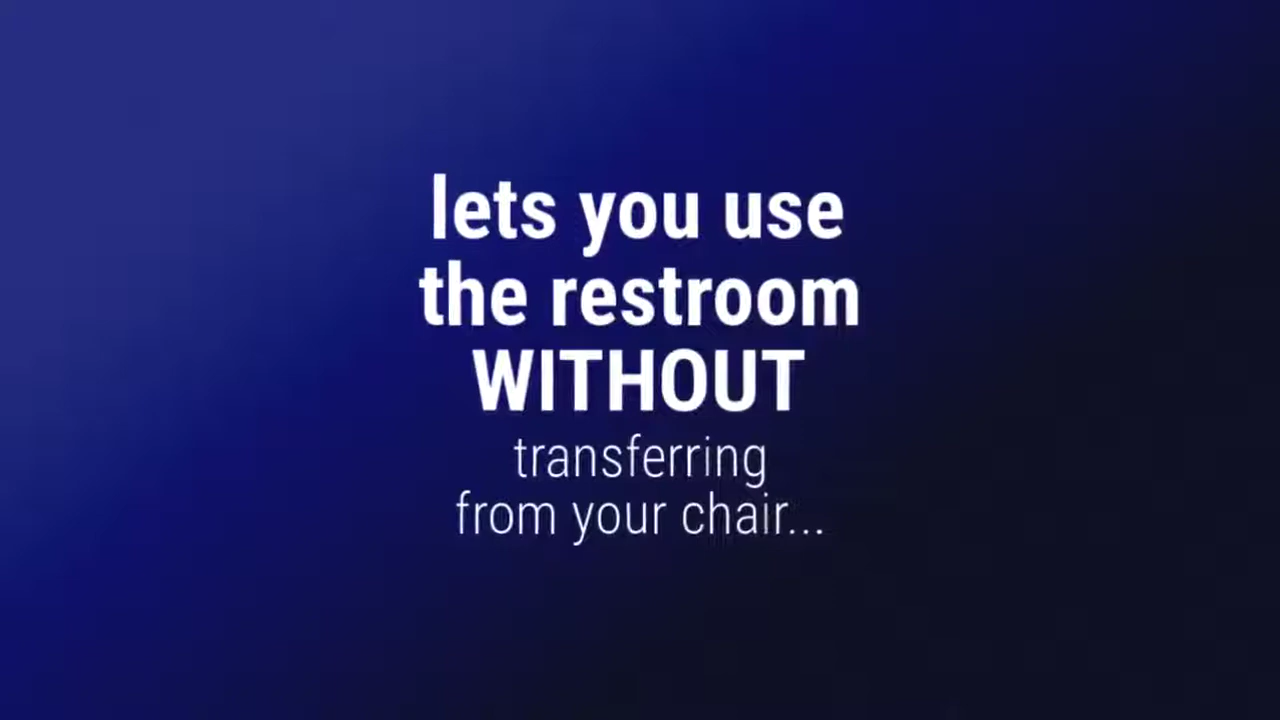 lets you use
the restroom
WITHOUT
transferring
from your chair...